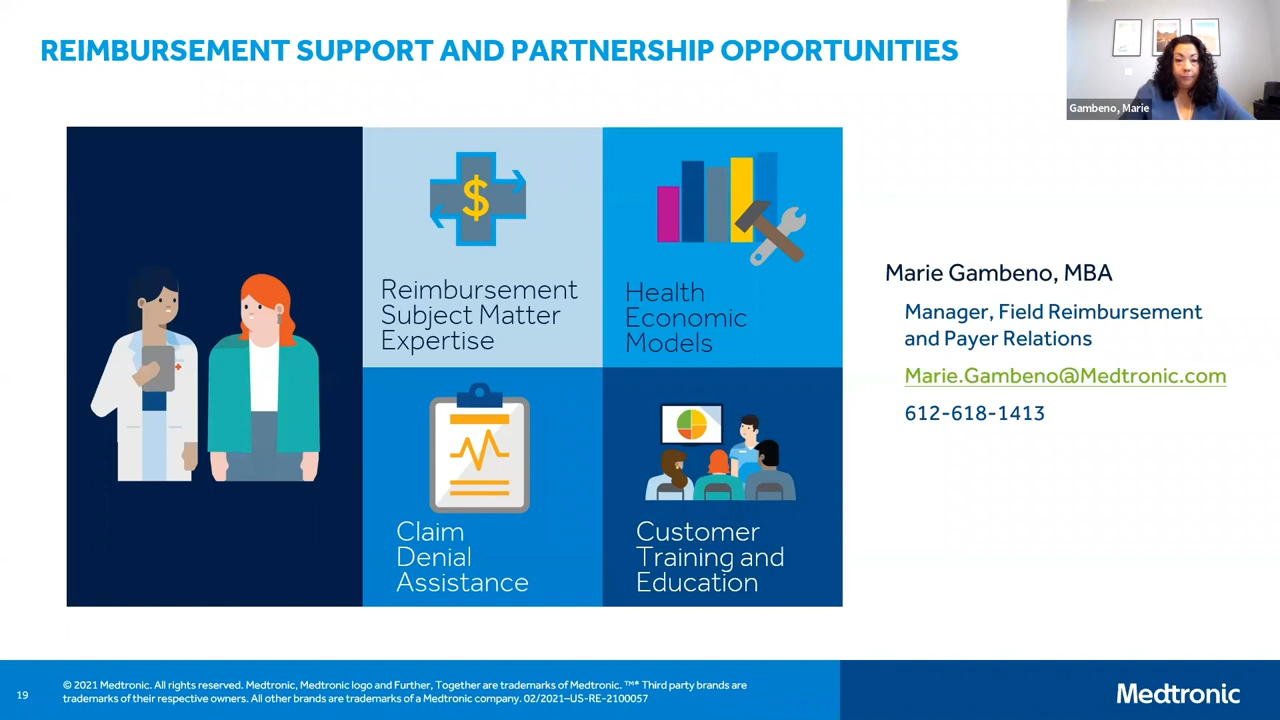 REIMBURSEMENT SUPPORT AND PARTNERSHIP OPPORTUNITIES
Gambeno, Marie
$
Reimbursement
Subject Matter
Expertise
Health
Economic
Models
Claim
Denial
Assistance
Customer
Training and
Education
Marie Gambeno, MBA
Manager, Field Reimbursement
and Payer Relations
Marie.Gambeno@Medtronic.com
612-618-1413
19
© 2021 Medtronic. All rights reserved. Medtronic, Medtronic logo and Further, Together are trademarks of Medtronic. ™* Third party brands are
trademarks of their respective owners. All other brands are trademarks of a Medtronic company. 02/2021–US-RE-2100057
Medtronic